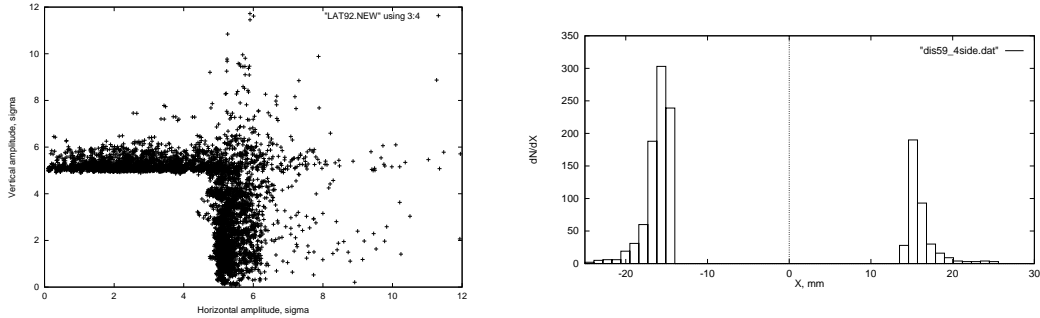 12
10
8
6
4
2
0
0 2 4 6 8 10 12
Vertical amplitude, sigma
Horizontal amplitude, sigma
"LAT92.NEW" using 3:4
350
300
250
200
150
100
50
0
-20 -10 0 10 20 30
dN/dX
X, mm
"dis59_4side.dat"